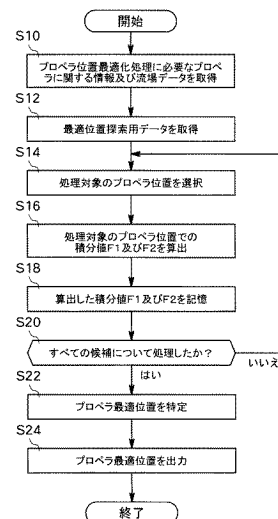 開始
S10
プロペラ位置最適化処理に必要なプロペ
ラに関する情報及び流場データを取得
S12
最適位置探索用データを取得
S14
処理対象のプロペラ位置を選択
S16
処理対象のプロペラ位置での
積分値F1及びF2を算出
S18
算出した積分値F1及びF2を記憶
S20
すべての候補について処理したか?
いいえ
はい
S22
プロペラ最適位置を特定
S24
プロペラ最適位置を出力
終了